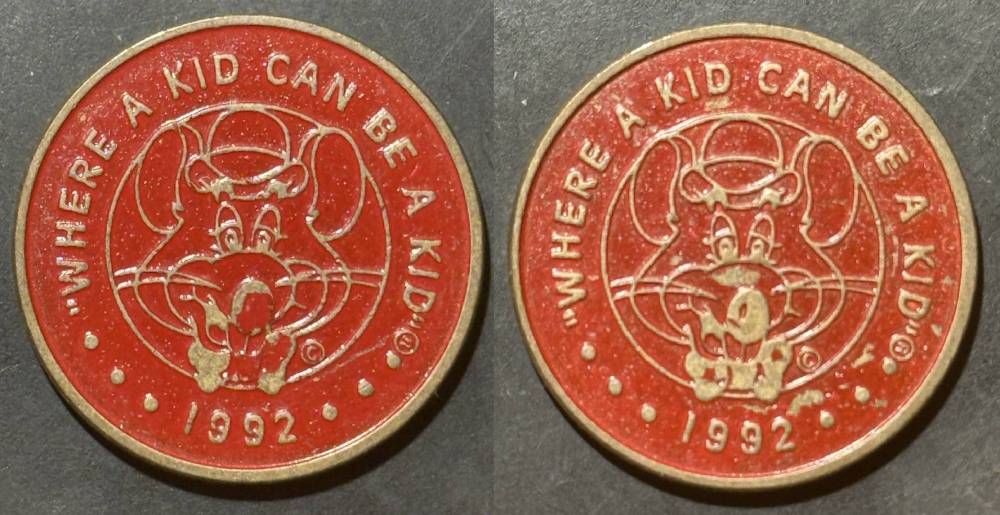 "WHERE A KID CAN BE A KID"®
©
• 1992 •
"WHERE A KID CAN BE A KID"®
©
• 1992 •